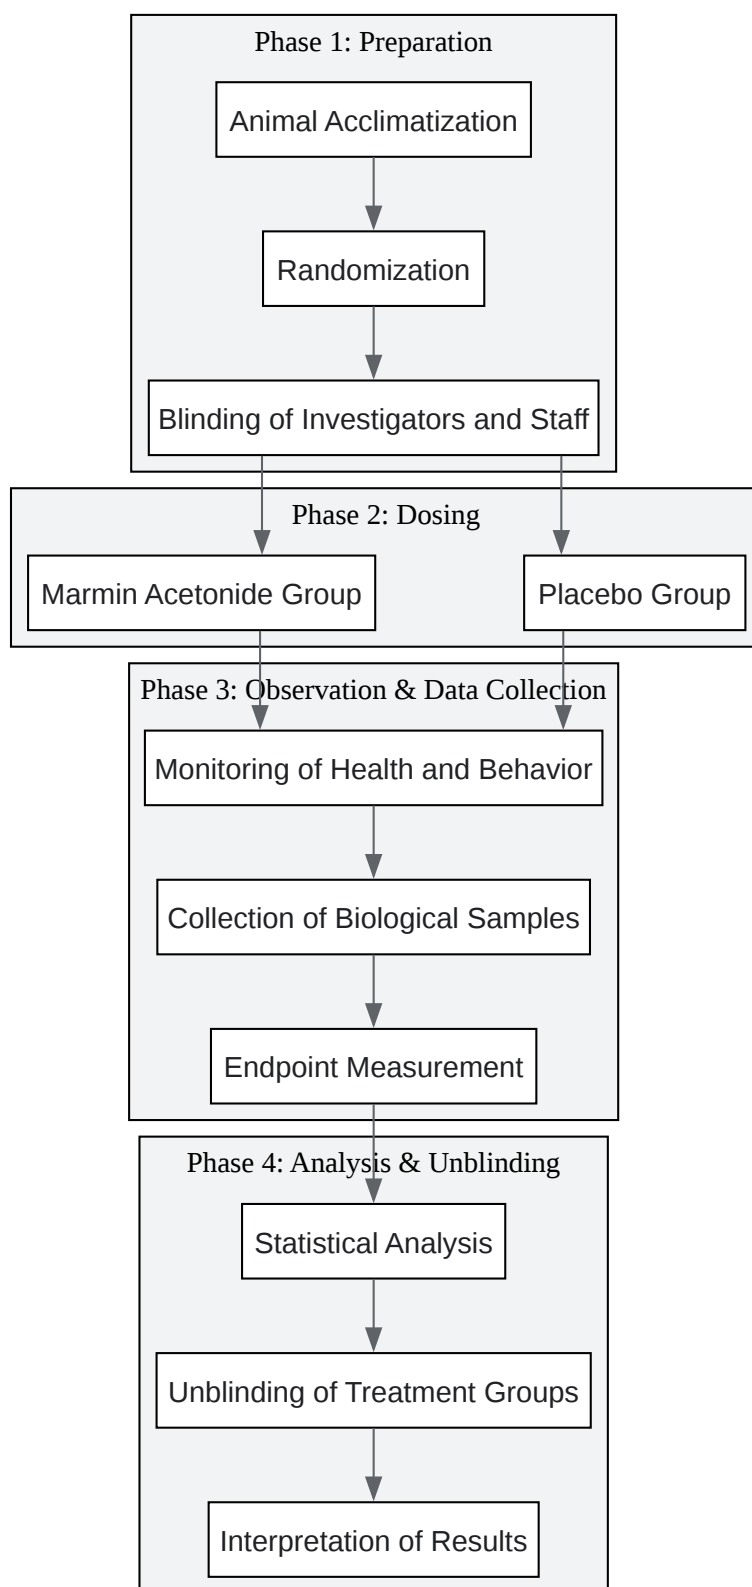 Phase 1: Preparation
Animal Acclimatization
Randomization
Blinding of Investigators and Staff
Phase 2: Dosing
Marmin Acetonide Group
Placebo Group
Phase 3: Observation & Data Collection
Monitoring of Health and Behavior
Collection of Biological Samples
Endpoint Measurement
Phase 4: Analysis & Unblinding
Statistical Analysis
Unblinding of Treatment Groups
Interpretation of Results